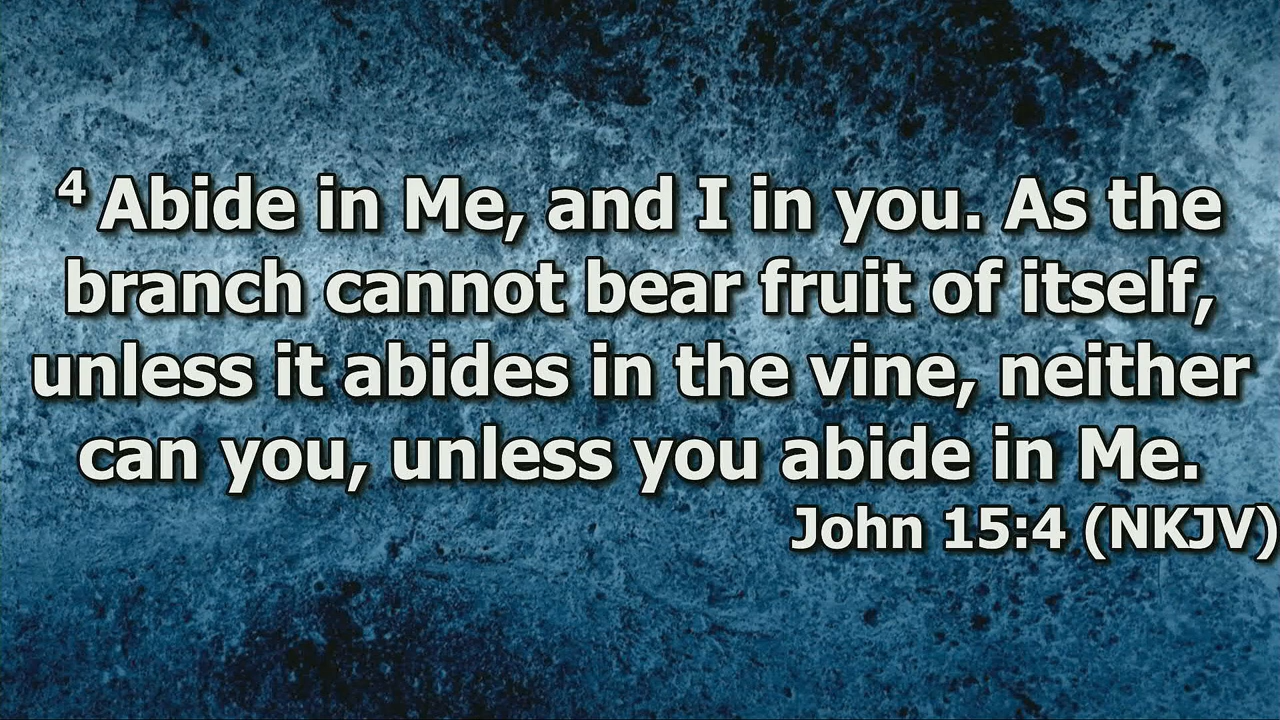 4 Abide in Me, and I in you. As the
branch cannot bear fruit of itself,
unless it abides in the vine, neither
can you, unless you abide in Me.
John 15:4 (NKJV)